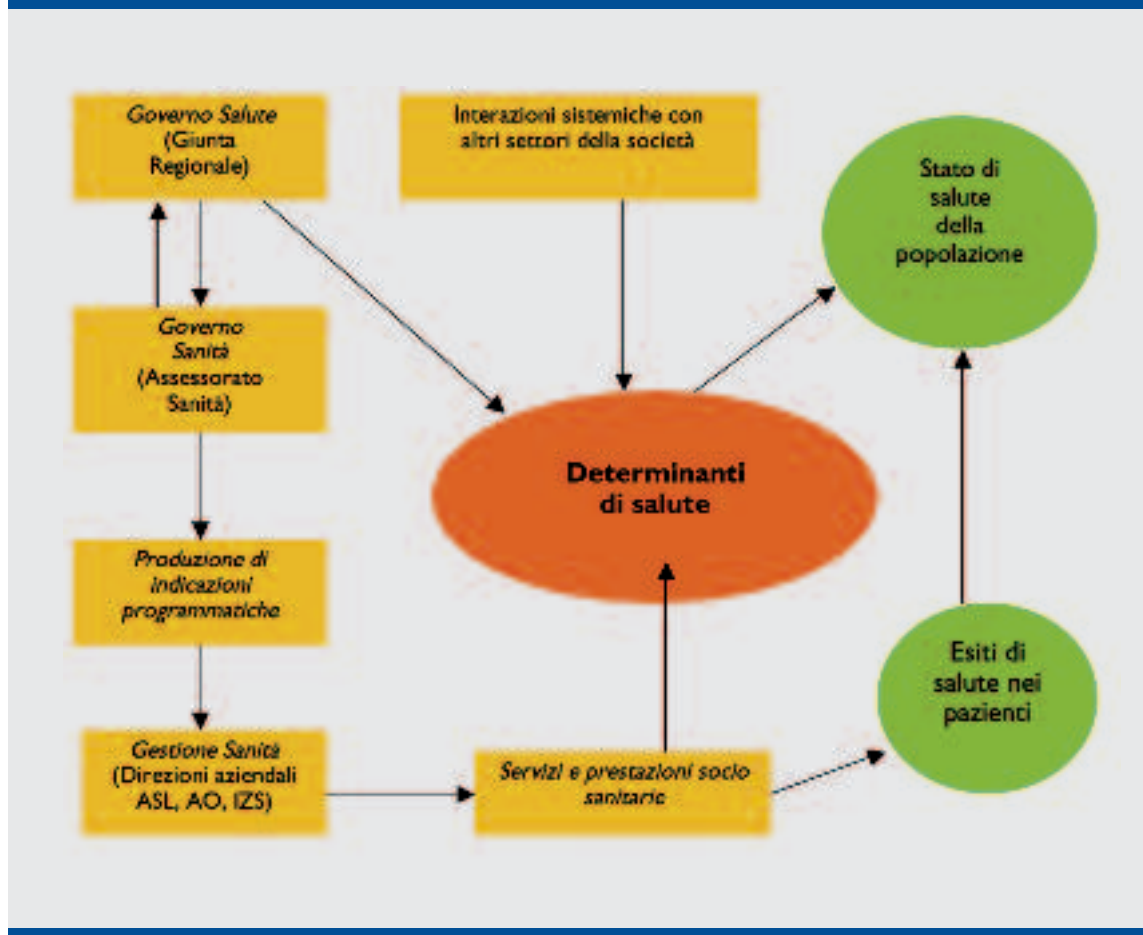 Governo Salute
(Giunta
Regionale)
Interazioni sistemiche con
altri settori della società
Stato di
salute
della
popolazione
Governo
Sanità
(Assessorato
Sanità)
Determinanti
di salute
Produzione di
indicazioni
programmatiche
Esiti di
salute nei
pazienti
Gestione Sanità
(Direzioni aziendali
ASL, AO, IZS)
Servizi e prestazioni socio
sanitarie